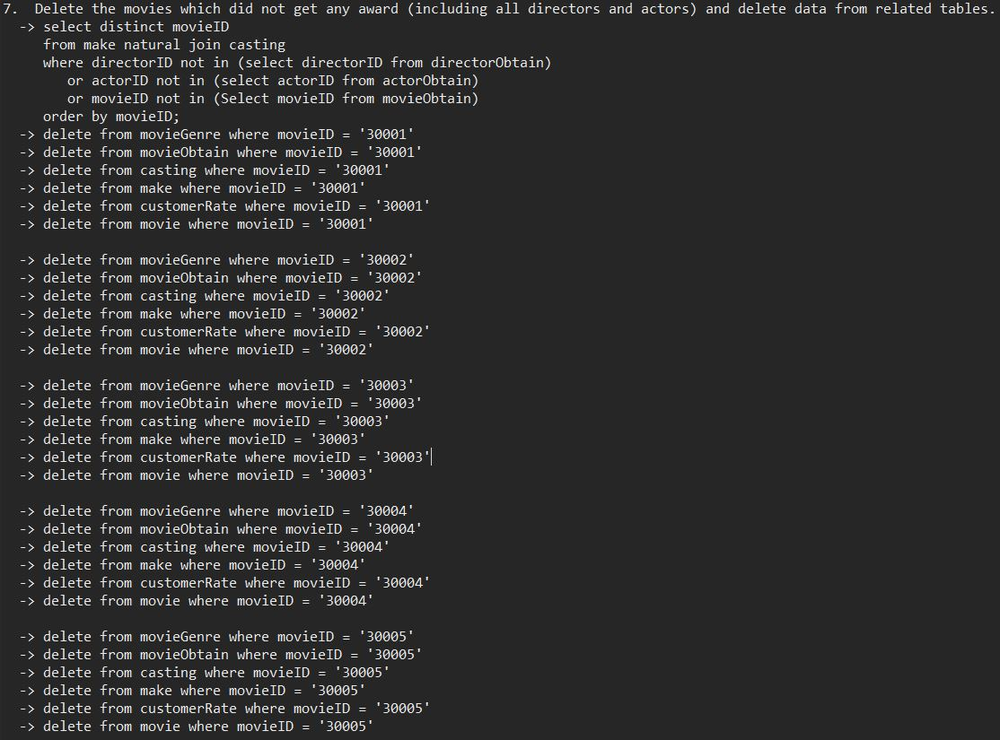 7.  Delete the movies which did not get any award (including all directors and actors) and delete data from related tables.
-> select distinct movieID
from make natural join casting
where directorID not in (select directorID from directorObtain)
or actorID not in (select actorID from actorObtain)
or movieID not in (Select movieID from movieObtain)
order by movieID;
-> delete from movieGenre where movieID = '30001'
-> delete from movieObtain where movieID = '30001'
-> delete from casting where movieID = '30001'
-> delete from make where movieID = '30001'
-> delete from customerRate where movieID = '30001'
-> delete from movie where movieID = '30001'
-> delete from movieGenre where movieID = '30002'
-> delete from movieObtain where movieID = '30002'
-> delete from casting where movieID = '30002'
-> delete from make where movieID = '30002'
-> delete from customerRate where movieID = '30002'
-> delete from movie where movieID = '30002'
-> delete from movieGenre where movieID = '30003'
-> delete from movieObtain where movieID = '30003'
-> delete from casting where movieID = '30003'
-> delete from make where movieID = '30003'
-> delete from customerRate where movieID = '30003'
-> delete from movie where movieID = '30003'
-> delete from movieGenre where movieID = '30004'
-> delete from movieObtain where movieID = '30004'
-> delete from casting where movieID = '30004'
-> delete from make where movieID = '30004'
-> delete from customerRate where movieID = '30004'
-> delete from movie where movieID = '30004'
-> delete from movieGenre where movieID = '30005'
-> delete from movieObtain where movieID = '30005'
-> delete from casting where movieID = '30005'
-> delete from make where movieID = '30005'
-> delete from customerRate where movieID = '30005'
-> delete from movie where movieID = '30005'